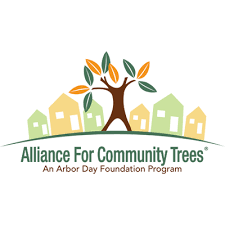 Alliance For Community Trees®
An Arbor Day Foundation Program